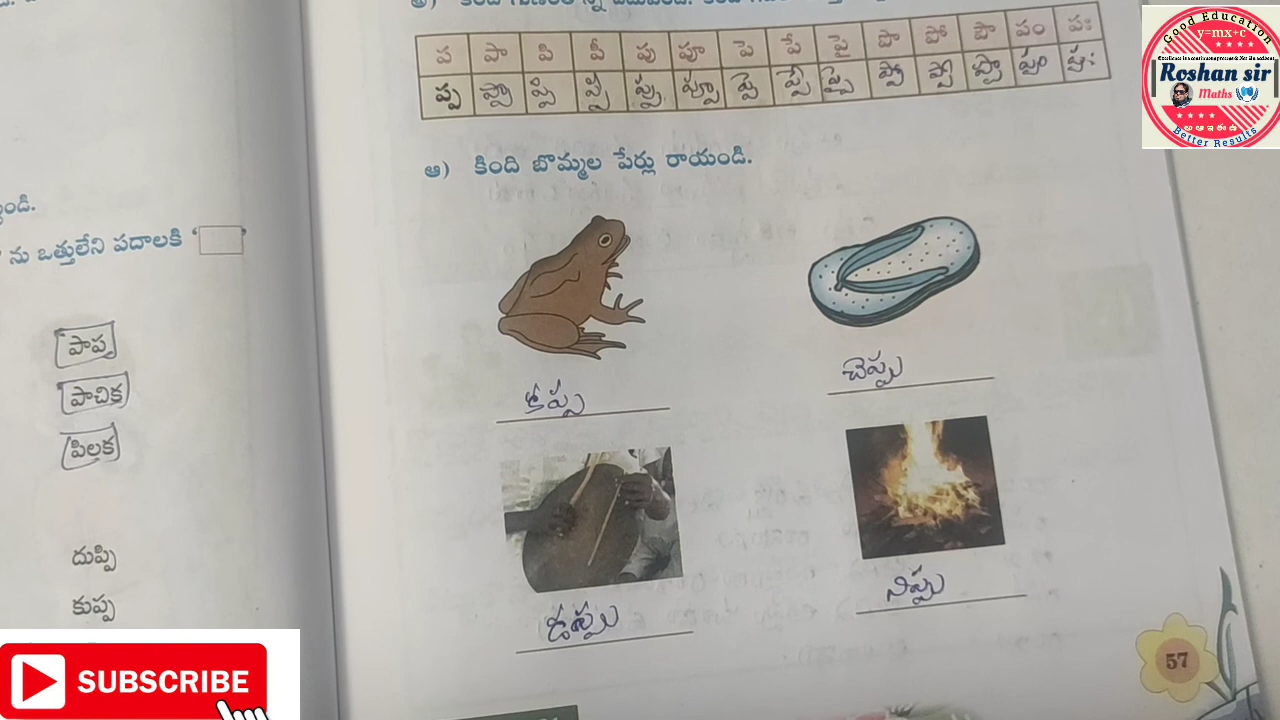 ండి.
ను ఒత్తులేని పదాలకి ' '
పాప
పాచిక
పిలక
దుప్పి
కుప్ప
ప పా పి పీ పు పూ పె పే పై పొ పో పౌ పం పః
ప్ప ప్పా ప్పి ప్పీ ప్పు ప్పూ ప్పె ప్పే ప్పై ప్పొ ప్పో ప్పౌ ప్పం ప్పః
ఆ) కింది బొమ్మల పేర్లు రాయండి.
కప్ప
చెప్పు
డప్పు
నిప్పు
57
Good Education
y=mx+c
Roshan sir
Maths
అ ఆ ఇ ఈ ఉ
Better Results
SUBSCRIBE